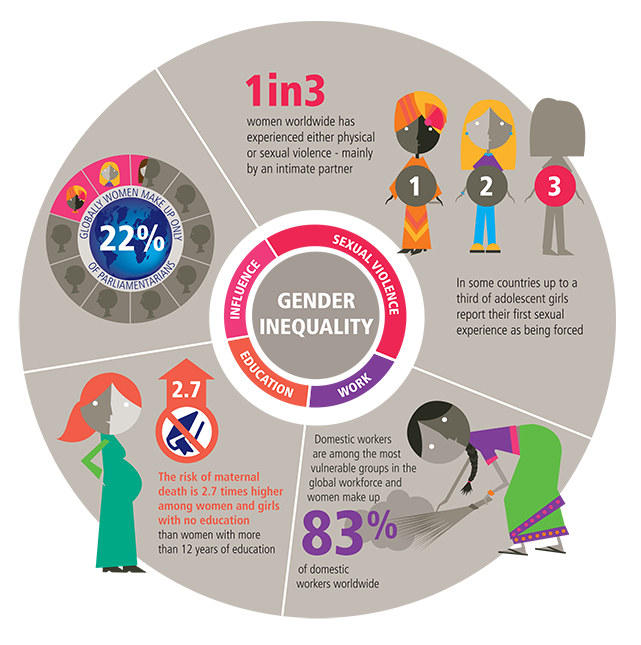 1in3
women worldwide has
experienced either physical
or sexual violence - mainly
by an intimate partner
1
2
3
In some countries up to a
third of adolescent girls
report their first sexual
experience as being forced
GLOBALLY WOMEN MAKE UP ONLY
22%
OF PARLIAMENTARIANS
INFLUENCE
SEXUAL VIOLENCE
GENDER
INEQUALITY
EDUCATION
WORK
2.7
The risk of maternal
death is 2.7 times higher
among women and girls
with no education
than women with more
than 12 years of education
Domestic workers
are among the most
vulnerable groups in the
global workforce and
women make up
83%
of domestic
workers worldwide